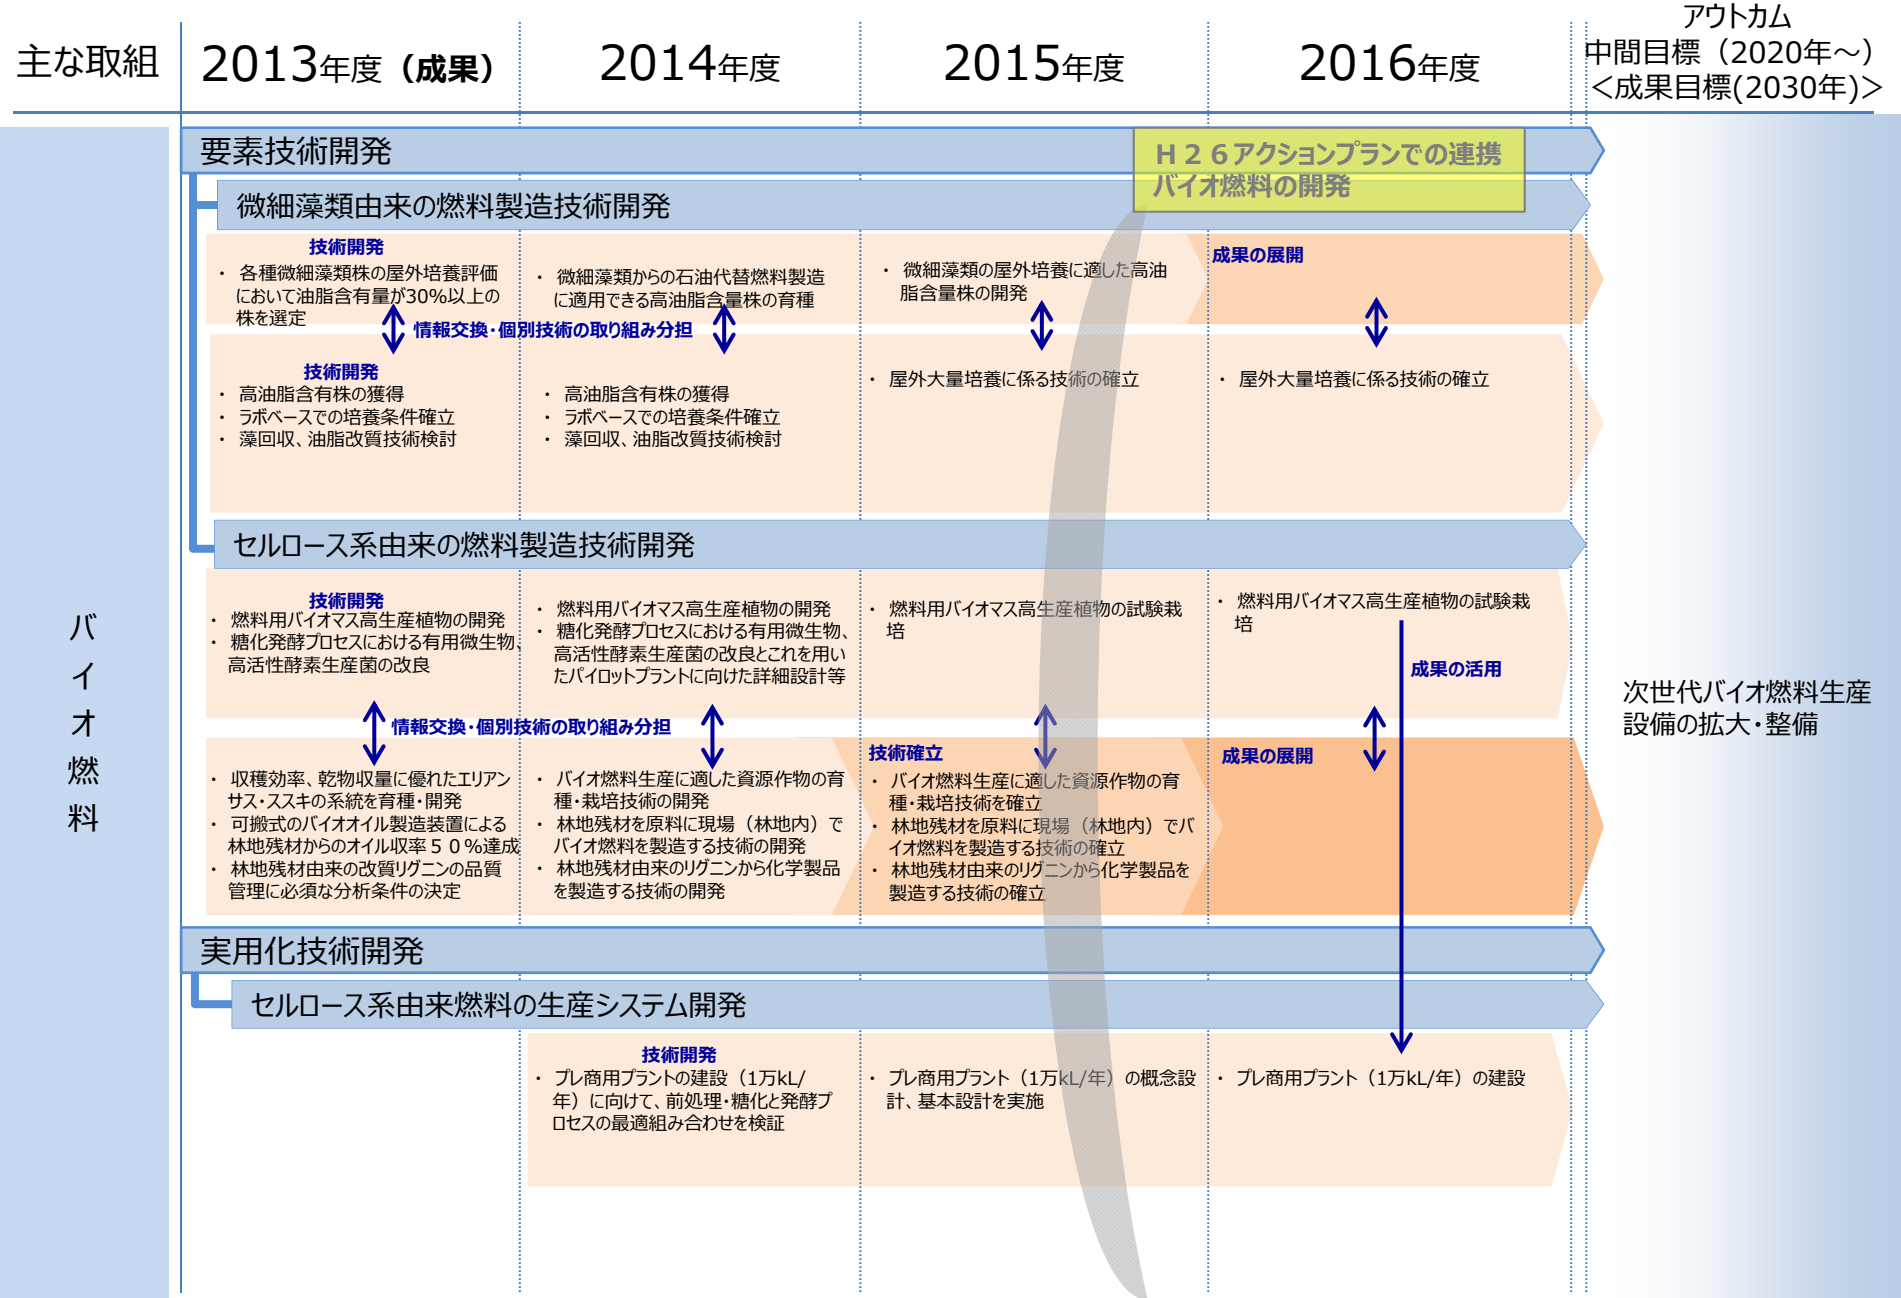 主な取組
2013年度（成果）
2014年度
2015年度
2016年度
アウトカム
中間目標（2020年～）
＜成果目標(2030年)＞
バイオ燃料
要素技術開発
H２６アクションプランでの連携
バイオ燃料の開発
微細藻類由来の燃料製造技術開発
技術開発
・ 各種微細藻類株の屋外培養評価
において油脂含有量が30%以上の
株を選定
・ 微細藻類からの石油代替燃料製造
に適用できる高油脂含量株の育種
・ 微細藻類の屋外培養に適した高油
脂含量株の開発
成果の展開
情報交換・個別技術の取り組み分担
技術開発
・ 高油脂含有株の獲得
・ ラボベースでの培養条件確立
・ 藻回収、油脂改質技術検討
・ 高油脂含有株の獲得
・ ラボベースでの培養条件確立
・ 藻回収、油脂改質技術検討
・ 屋外大量培養に係る技術の確立
・ 屋外大量培養に係る技術の確立
セルロース系由来の燃料製造技術開発
技術開発
・ 燃料用バイオマス高生産植物の開発
・ 糖化発酵プロセスにおける有用微生物、
高活性酵素生産菌の改良
・ 燃料用バイオマス高生産植物の開発
・ 糖化発酵プロセスにおける有用微生物、
高活性酵素生産菌の改良とこれを用い
たパイロットプラントに向けた詳細設計等
・ 燃料用バイオマス高生産植物の試験栽
培
・ 燃料用バイオマス高生産植物の試験栽
培
成果の活用
情報交換・個別技術の取り組み分担
・ 収穫効率、乾物収量に優れたエリアン
サス・ススキの系統を育種・開発
・ 可搬式のバイオオイル製造装置による
林地残材からのオイル収率５０%達成
・ 林地残材由来の改質リグニンの品質
管理に必須な分析条件の決定
・ バイオ燃料生産に適した資源作物の育
種・栽培技術の開発
・ 林地残材を原料に現場（林地内）で
バイオ燃料を製造する技術の開発
・ 林地残材由来のリグニンから化学製品
を製造する技術の開発
技術確立
・ バイオ燃料生産に適した資源作物の育
種・栽培技術を確立
・ 林地残材を原料に現場（林地内）でバ
イオ燃料を製造する技術の確立
・ 林地残材由来のリグニンから化学製品を
製造する技術の確立
成果の展開
次世代バイオ燃料生産
設備の拡大・整備
実用化技術開発
セルロース系由来燃料の生産システム開発
技術開発
・ プレ商用プラントの建設（1万kL/
年）に向けて、前処理・糖化と発酵プ
ロセスの最適組み合わせを検証
・ プレ商用プラント（1万kL/年）の概念設
計、基本設計を実施
・ プレ商用プラント（1万kL/年）の建設